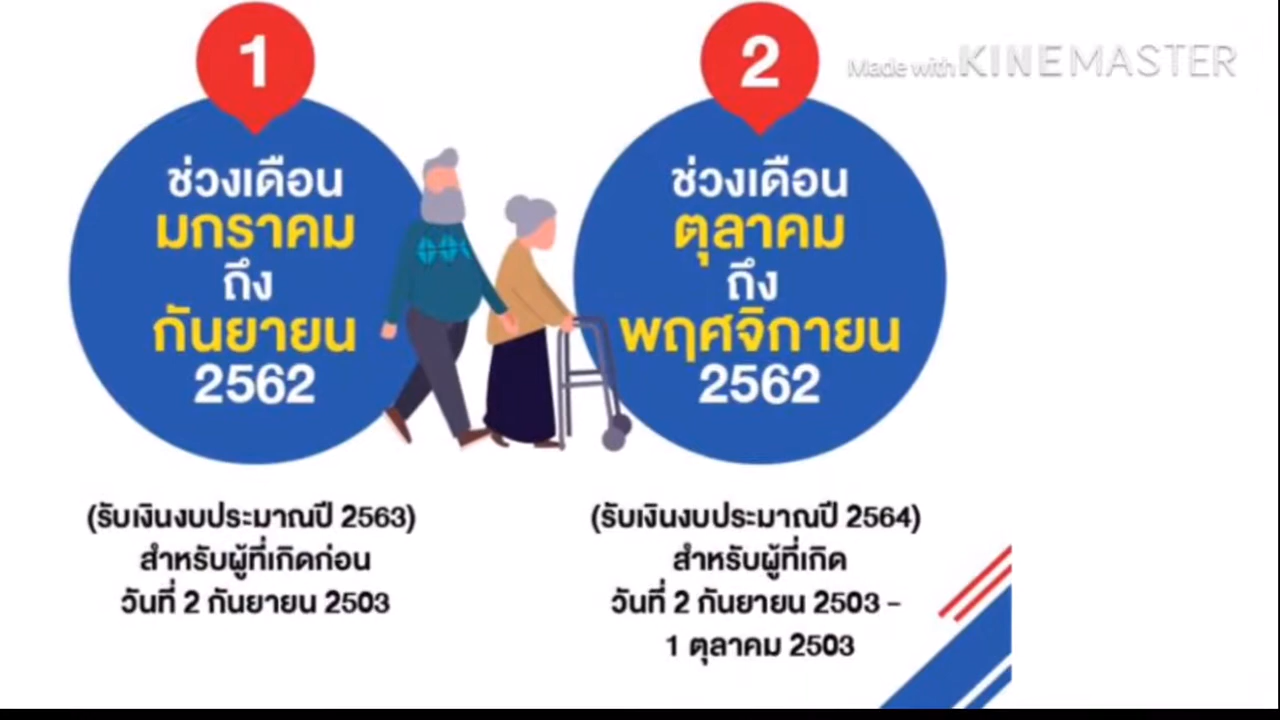 1
ช่วงเดือน
มกราคม
ถึง
กันยายน
2562
(รับเงินงบประมาณปี 2563)
สำหรับผู้ที่เกิดก่อน
วันที่ 2 กันยายน 2503
2
ช่วงเดือน
ตุลาคม
ถึง
พฤศจิกายน
2562
(รับเงินงบประมาณปี 2564)
สำหรับผู้ที่เกิด
วันที่ 2 กันยายน 2503 -
1 ตุลาคม 2503
Made with KINEMASTER